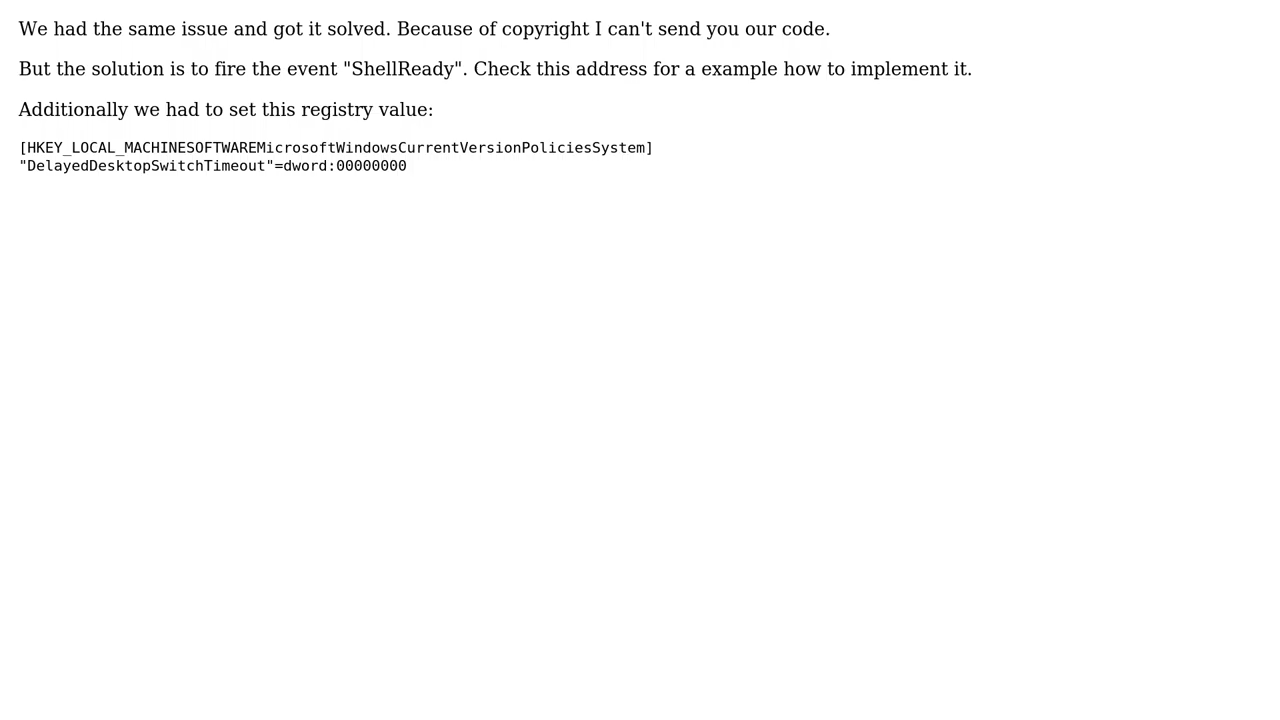 We had the same issue and got it solved. Because of copyright I can't send you our code.
But the solution is to fire the event "ShellReady". Check this address for a example how to implement it.
Additionally we had to set this registry value:
[HKEY_LOCAL_MACHINESOFTWAREMicrosoftWindowsCurrentVersionPoliciesSystem]
"DelayedDesktopSwitchTimeout"=dword:00000000